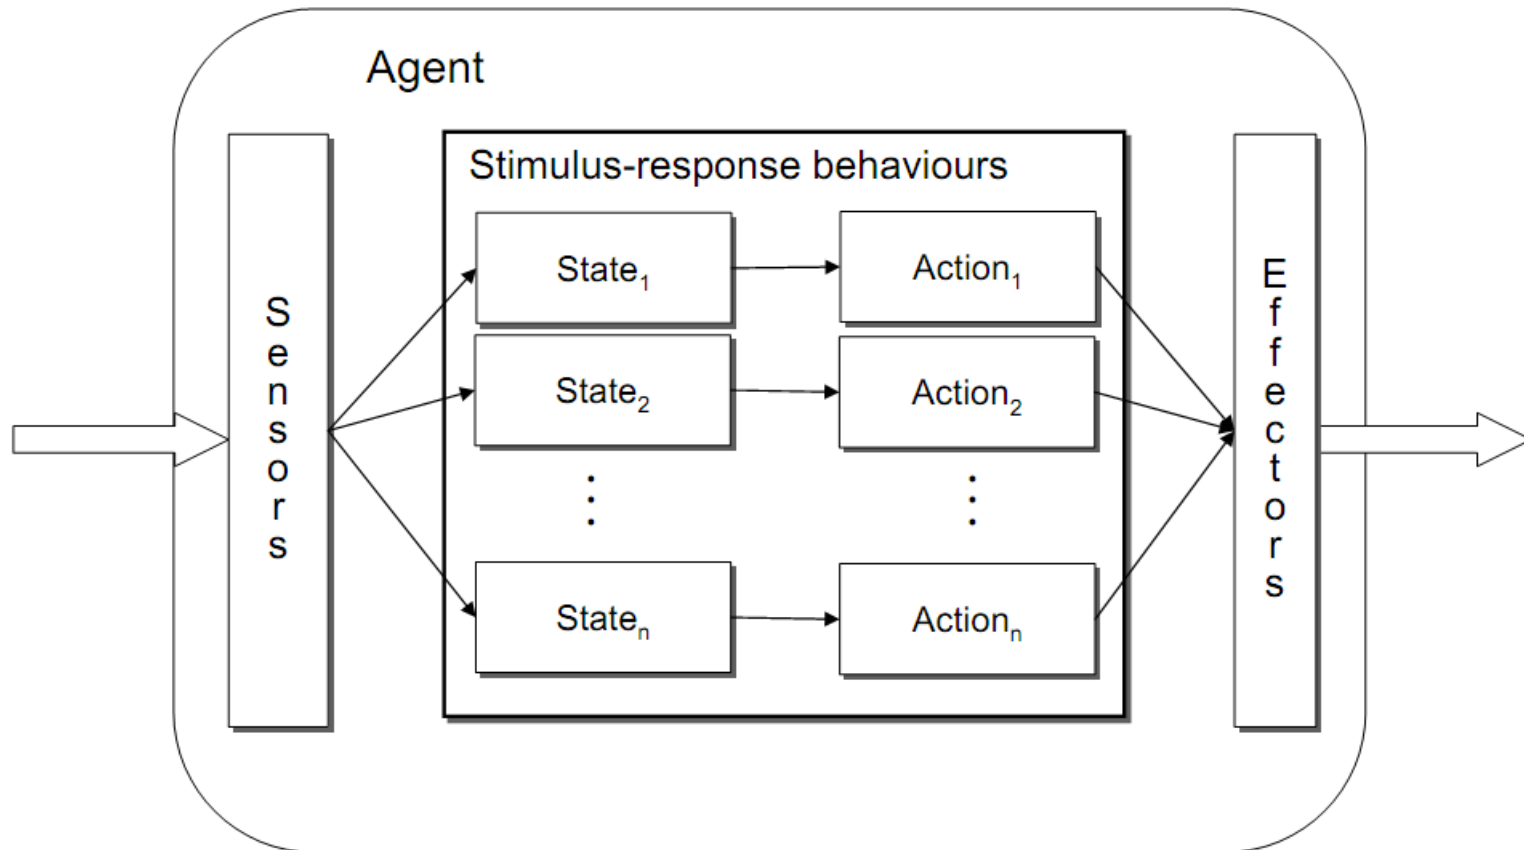 Agent
Stimulus-response behaviours
Sensors
State1
Action1
State2
Action2
Staten
Actionn
Effectors